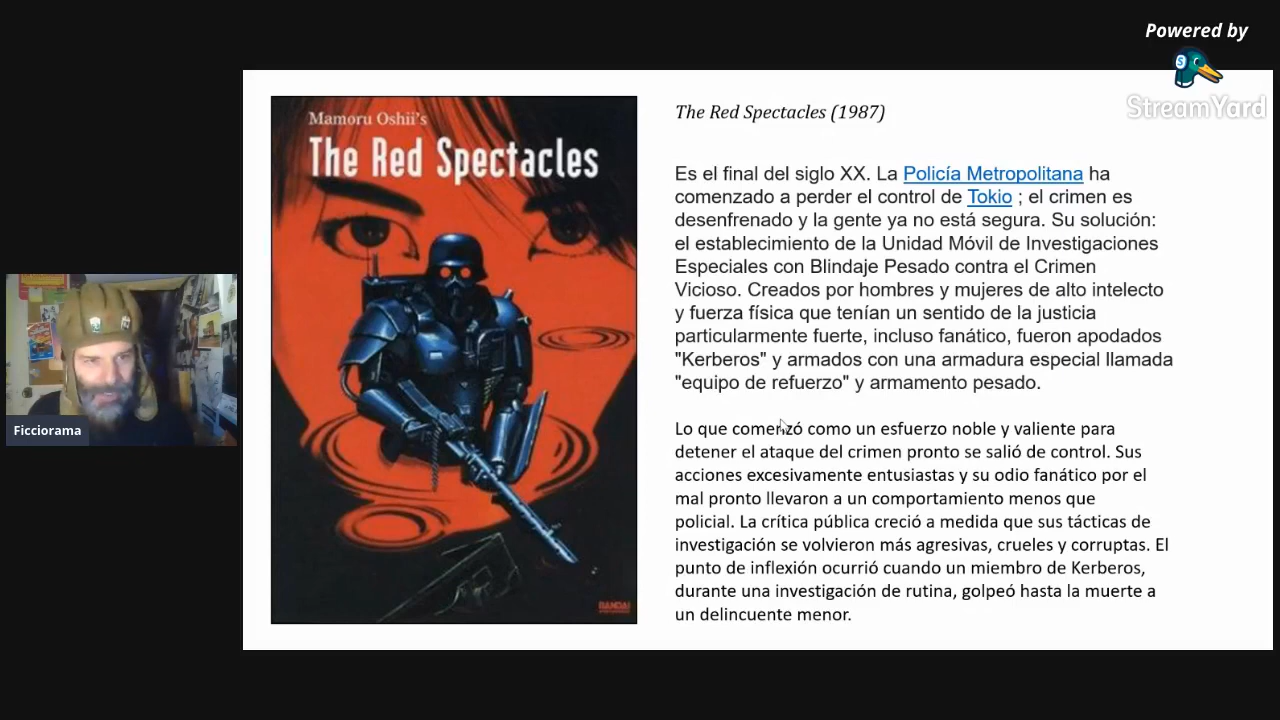 Powered by
StreamYard
Mamoru Oshii's
The Red Spectacles
BANDAI
Ficciorama
The Red Spectacles (1987)
Es el final del siglo XX. La Policía Metropolitana ha
comenzado a perder el control de Tokio ; el crimen es
desenfrenado y la gente ya no está segura. Su solución:
el establecimiento de la Unidad Móvil de Investigaciones
Especiales con Blindaje Pesado contra el Crimen
Vicioso. Creados por hombres y mujeres de alto intelecto
y fuerza física que tenían un sentido de la justicia
particularmente fuerte, incluso fanático, fueron apodados
"Kerberos" y armados con una armadura especial llamada
"equipo de refuerzo" y armamento pesado.
Lo que comenzó como un esfuerzo noble y valiente para
detener el ataque del crimen pronto se salió de control. Sus
acciones excesivamente entusiastas y su odio fanático por el
mal pronto llevaron a un comportamiento menos que
policial. La crítica pública creció a medida que sus tácticas de
investigación se volvieron más agresivas, crueles y corruptas. El
punto de inflexión ocurrió cuando un miembro de Kerberos,
durante una investigación de rutina, golpeó hasta la muerte a
un delincuente menor.